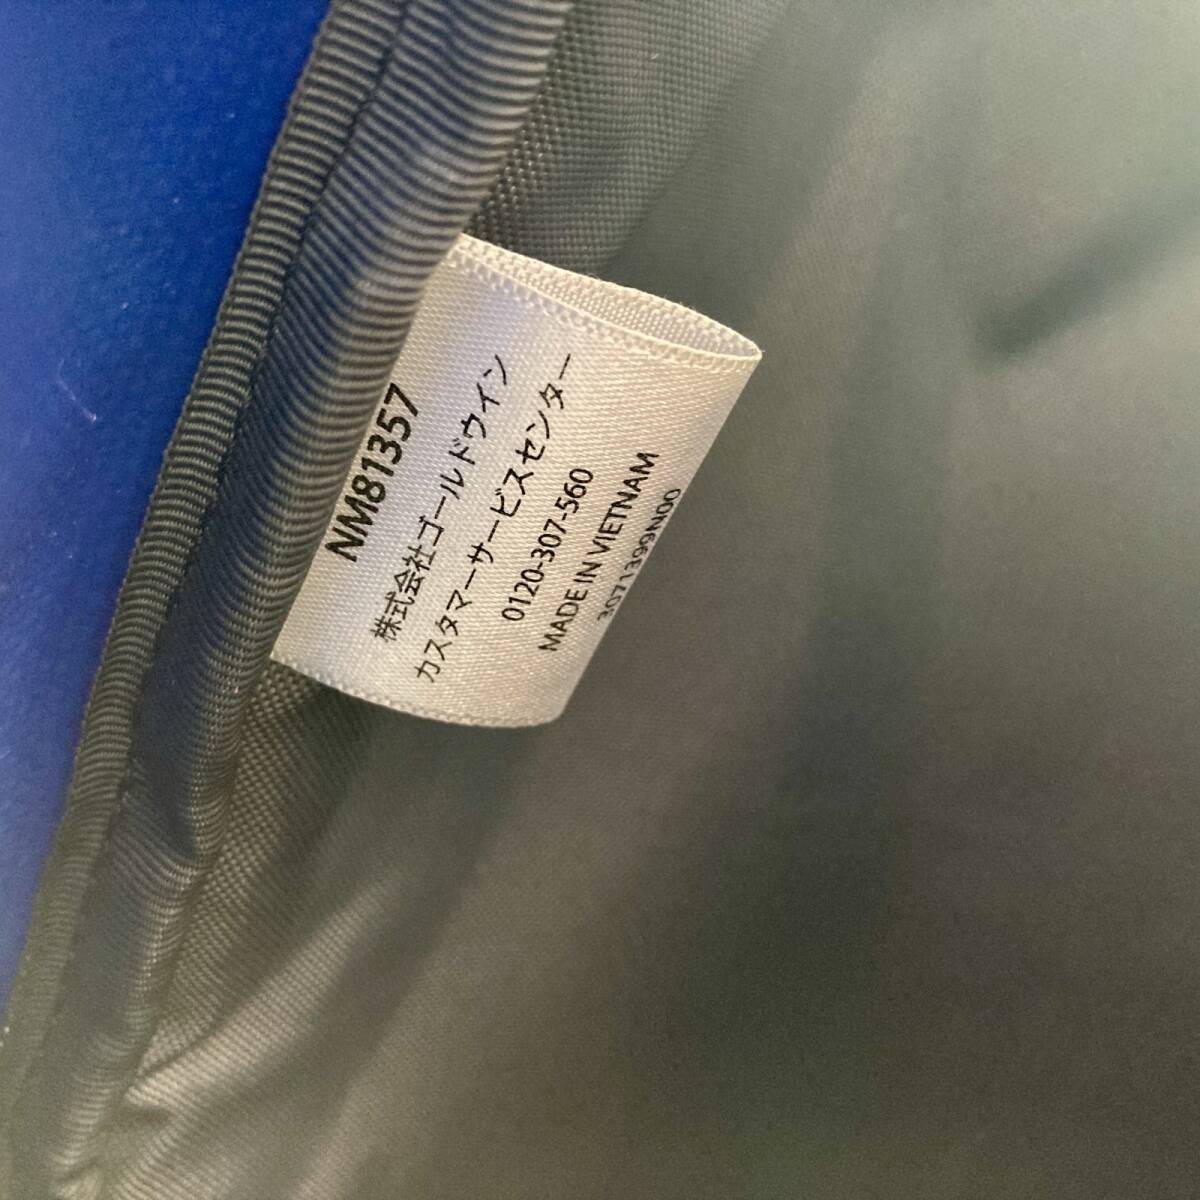 NM81357
株式会社ゴールドウイン
カスタマーサービスセンター
0120-307-560
MADE IN VIETNAM
3071399N00